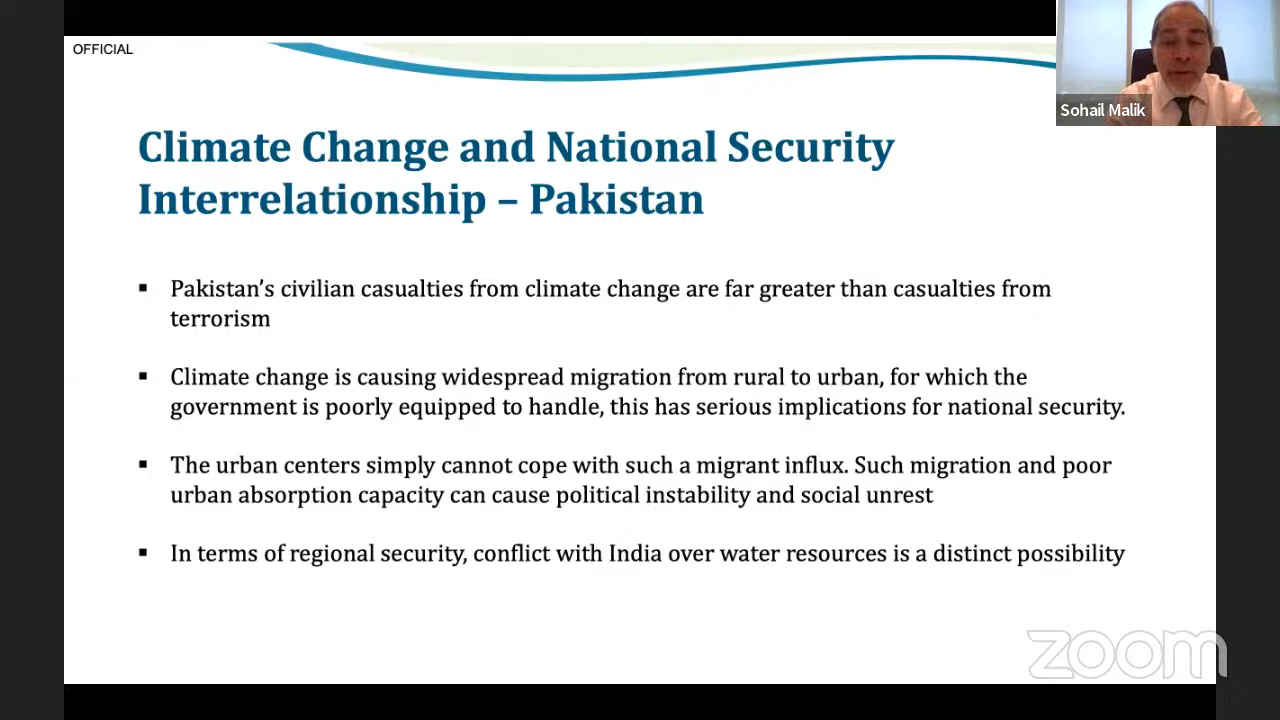 OFFICIAL
Sohail Malik
Climate Change and National Security
Interrelationship – Pakistan
▪ Pakistan’s civilian casualties from climate change are far greater than casualties from
terrorism
▪ Climate change is causing widespread migration from rural to urban, for which the
government is poorly equipped to handle, this has serious implications for national security.
▪ The urban centers simply cannot cope with such a migrant influx. Such migration and poor
urban absorption capacity can cause political instability and social unrest
▪ In terms of regional security, conflict with India over water resources is a distinct possibility
zoom